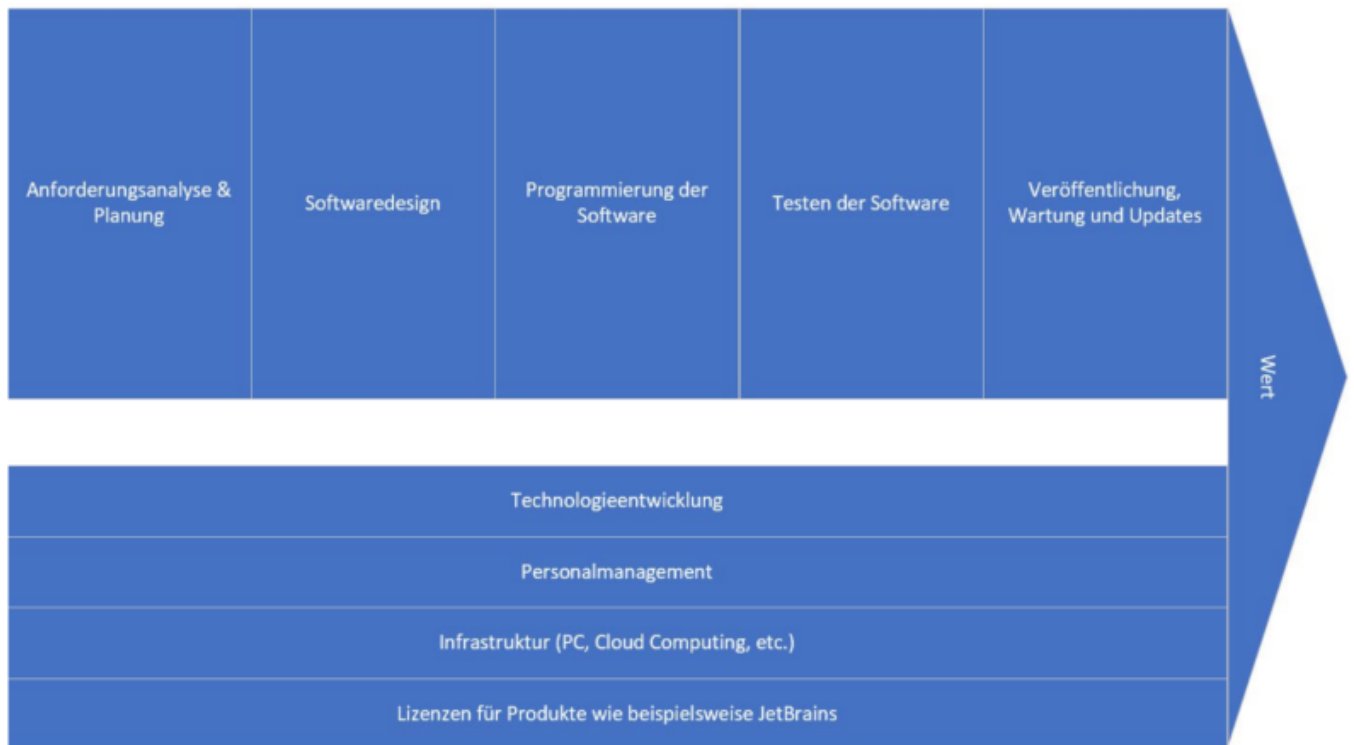 Anforderungsanalyse &
Planung
Softwaredesign
Programmierung der
Software
Testen der Software
Veröffentlichung,
Wartung und Updates
Wert
Technologieentwicklung
Personalmanagement
Infrastruktur (PC, Cloud Computing, etc.)
Lizenzen für Produkte wie beispielsweise JetBrains